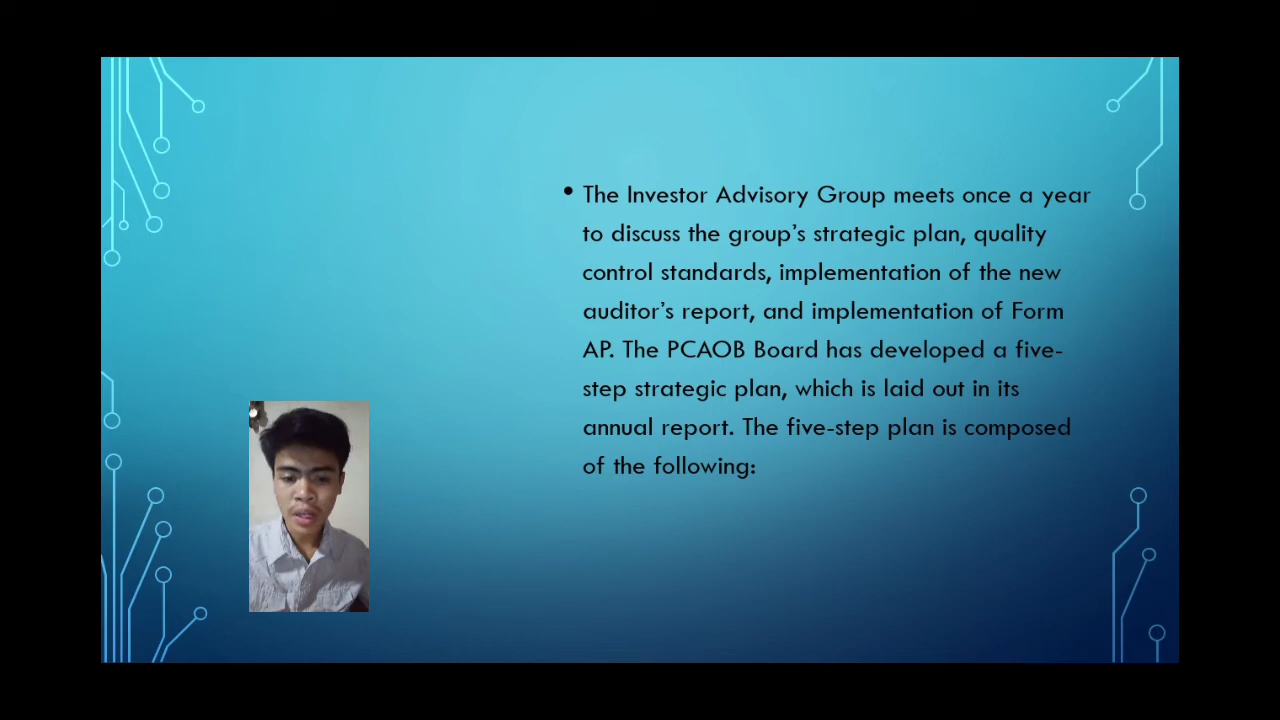 • The Investor Advisory Group meets once a year
to discuss the group's strategic plan, quality
control standards, implementation of the new
auditor's report, and implementation of Form
AP. The PCAOB Board has developed a five-
step strategic plan, which is laid out in its
annual report. The five-step plan is composed
of the following: